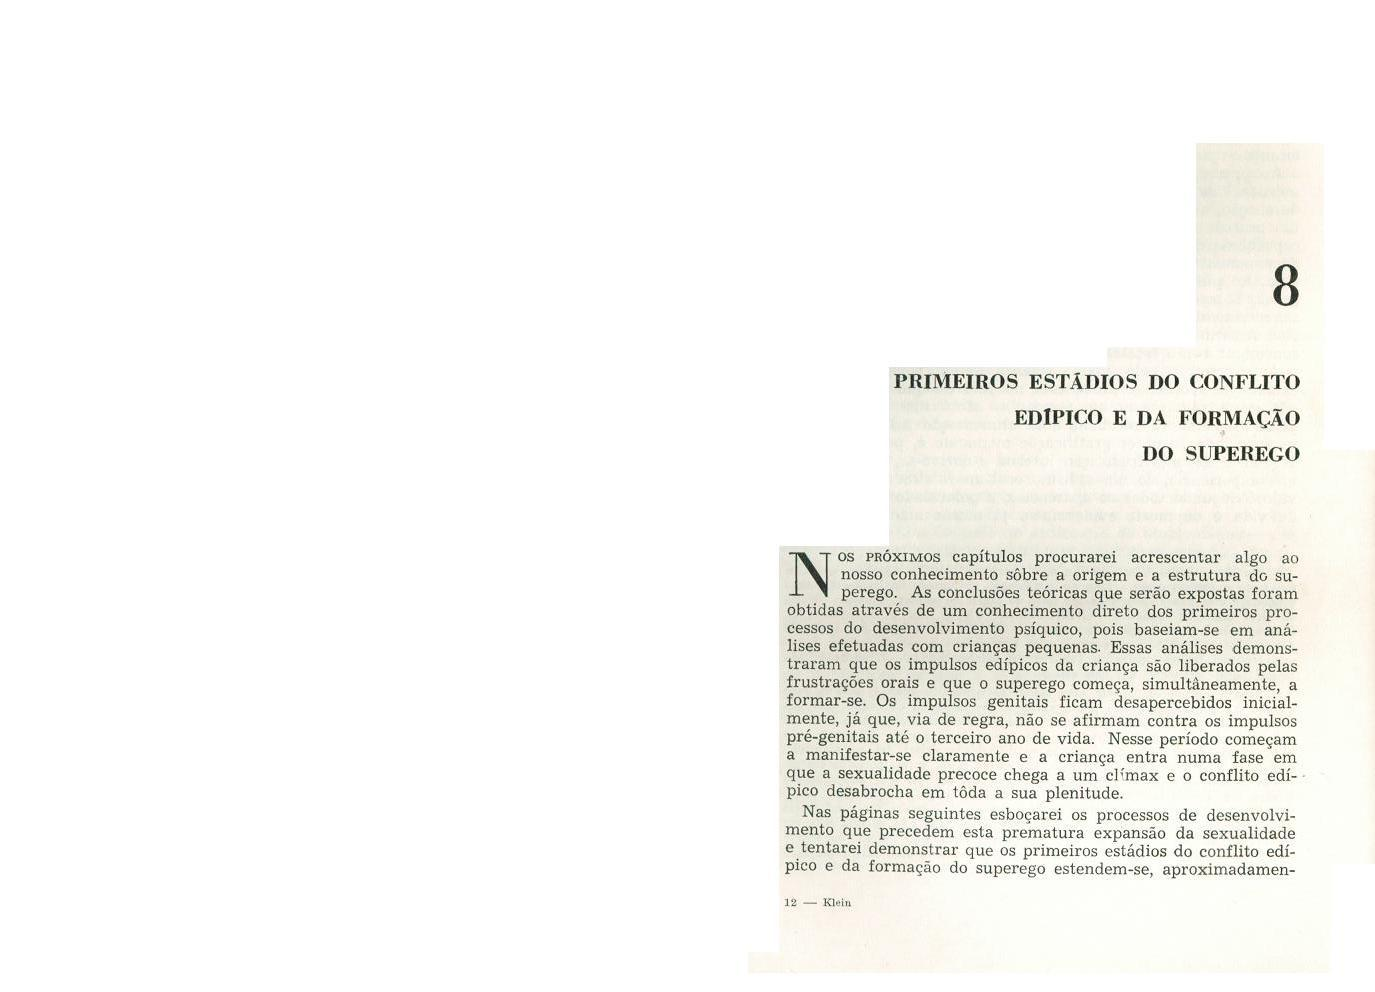 8
PRIMEIROS ESTÁDIOS DO CONFLITO
EDÍPICO E DA FORMAÇÃO
DO SUPEREGO
NOS PRÓXIMOS capítulos procurarei acrescentar algo ao
nosso conhecimento sôbre a origem e a estrutura do su-
perego. As conclusões teóricas que serão expostas foram
obtidas através de um conhecimento direto dos primeiros pro-
cessos do desenvolvimento psíquico, pois baseiam-se em aná-
lises efetuadas com crianças pequenas. Essas análises demons-
traram que os impulsos edípicos da criança são liberados pelas
frustrações orais e que o superego começa, simultâneamente, a
formar-se. Os impulsos genitais ficam desapercebidos inicial-
mente, já que, via de regra, não se afirmam contra os impulsos
pré-genitais até o terceiro ano de vida. Nesse período começam
a manifestar-se claramente e a criança entra numa fase em
que a sexualidade precoce chega a um clímax e o conflito edí-
pico desabrocha em tôda a sua plenitude.
Nas páginas seguintes esboçarei os processos de desenvolvi-
mento que precedem esta prematura expansão da sexualidade
e tentarei demonstrar que os primeiros estádios do conflito edí-
pico e da formação do superego estendem-se, aproximadamen-
12 — Klein